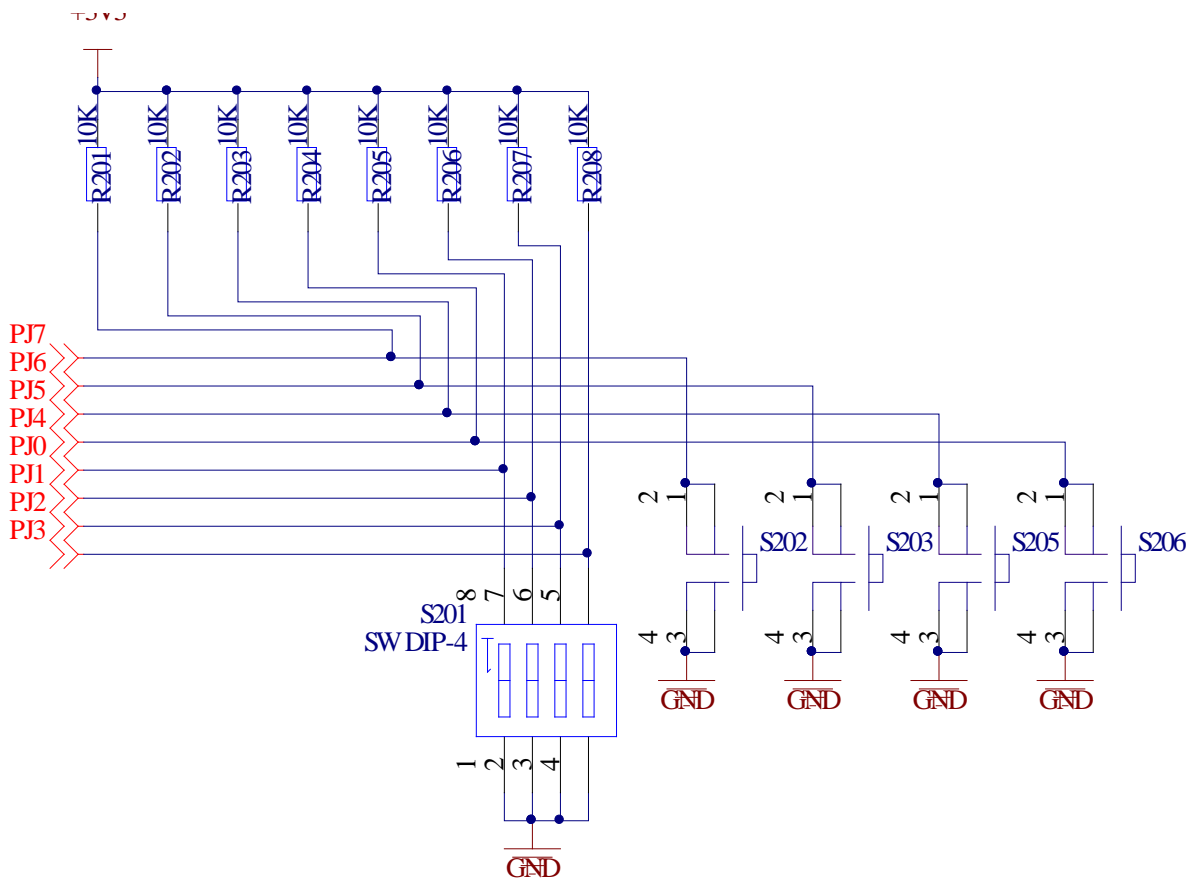 +3V3
10K 10K 10K 10K 10K 10K 10K 10K
R201 R202 R203 R204 R205 R206 R207 R208
PJ7
PJ6
PJ5
PJ4
PJ0
PJ1
PJ2
PJ3
2 1 2 1 2 1 2 1
S202 S203 S205 S206
8 7 6 5
S201
SW DIP-4
4 3 4 3 4 3 4 3
GND GND GND GND
1 2 3 4
GND